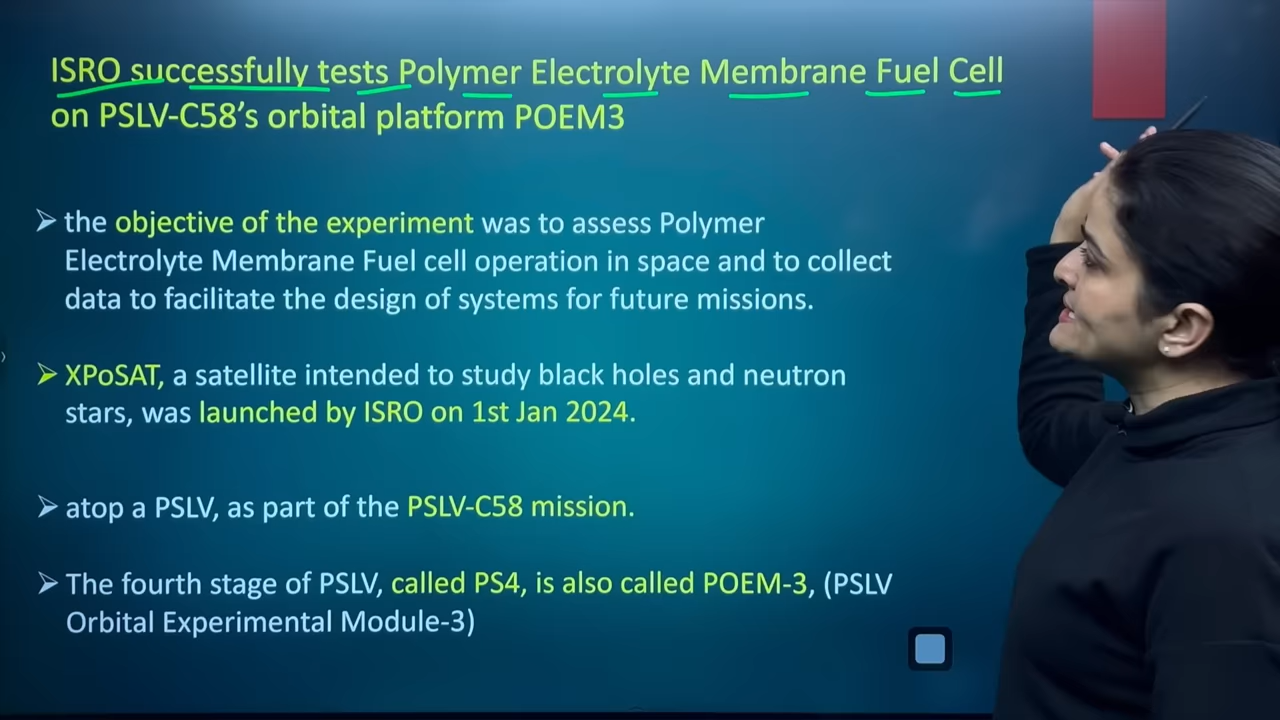 ISRO successfully tests Polymer Electrolyte Membrane Fuel Cell
on PSLV-C58’s orbital platform POEM3
the objective of the experiment was to assess Polymer
Electrolyte Membrane Fuel cell operation in space and to collect
data to facilitate the design of systems for future missions.
XPoSAT, a satellite intended to study black holes and neutron
stars, was launched by ISRO on 1st Jan 2024.
atop a PSLV, as part of the PSLV-C58 mission.
The fourth stage of PSLV, called PS4, is also called POEM-3, (PSLV
Orbital Experimental Module-3)